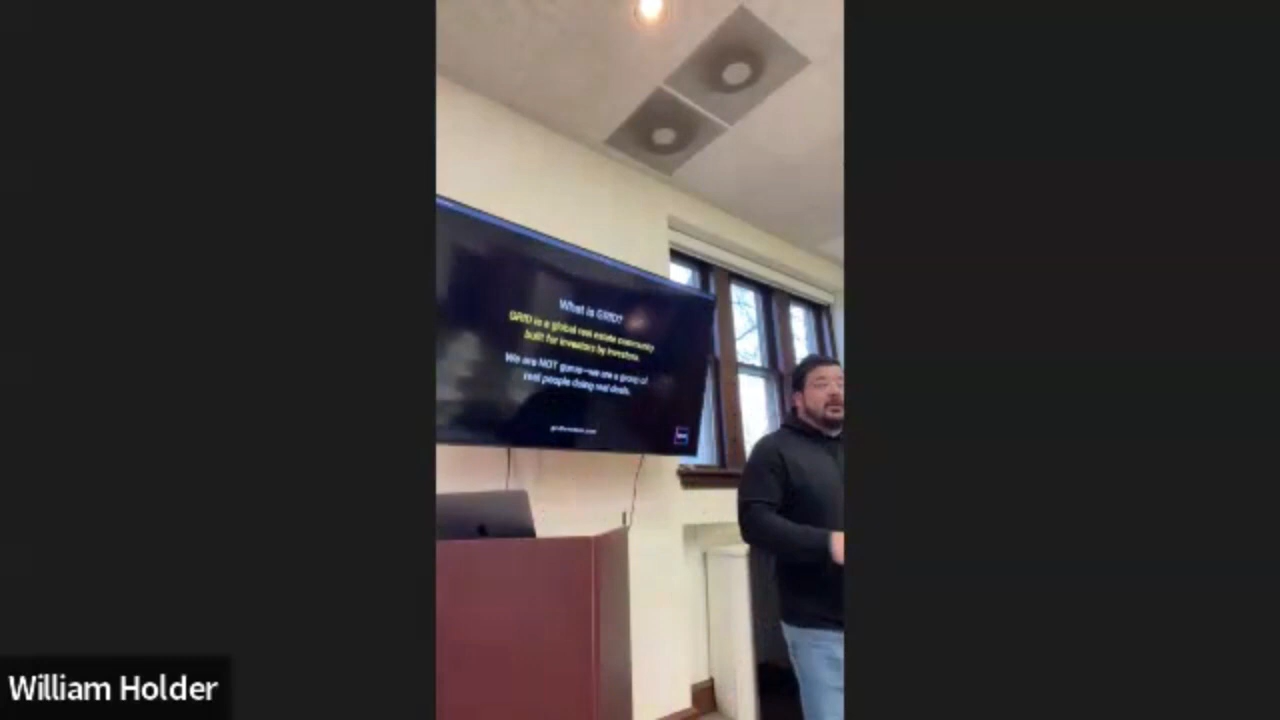 What is GRID?
GRID is a global real estate community
built for investors by investors.
We are NOT gurus—we are a group of
real people doing real deals.
William Holder